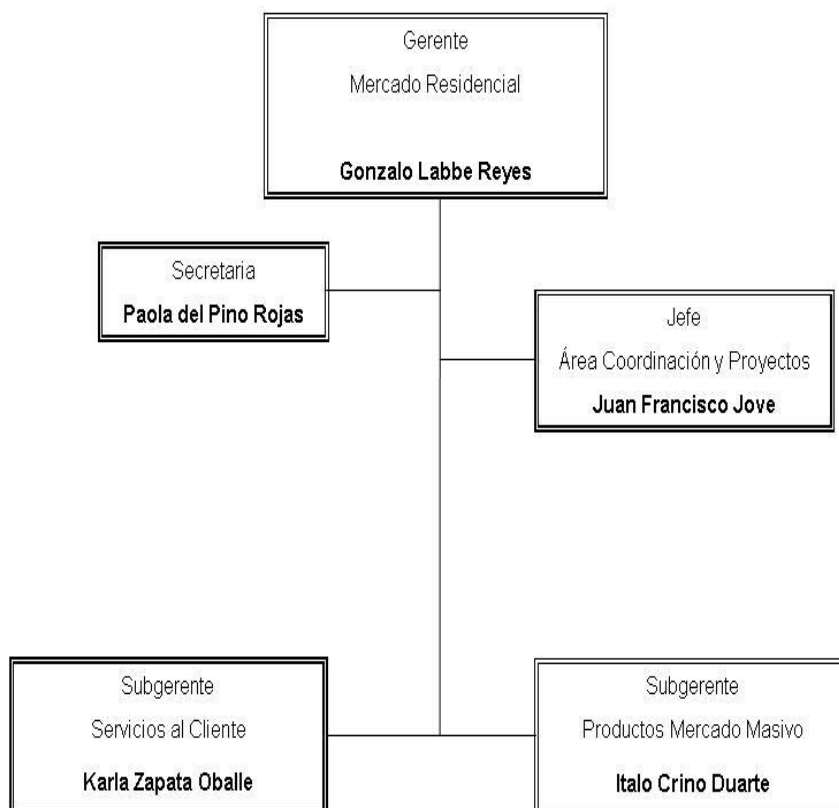 Gerente
Mercado Residencial
Gonzalo Labbe Reyes
Secretaria
Paola del Pino Rojas
Jefe
Área Coordinación y Proyectos
Juan Francisco Jove
Subgerente
Servicios al Cliente
Karla Zapata Oballe
Subgerente
Productos Mercado Masivo
Italo Crino Duarte